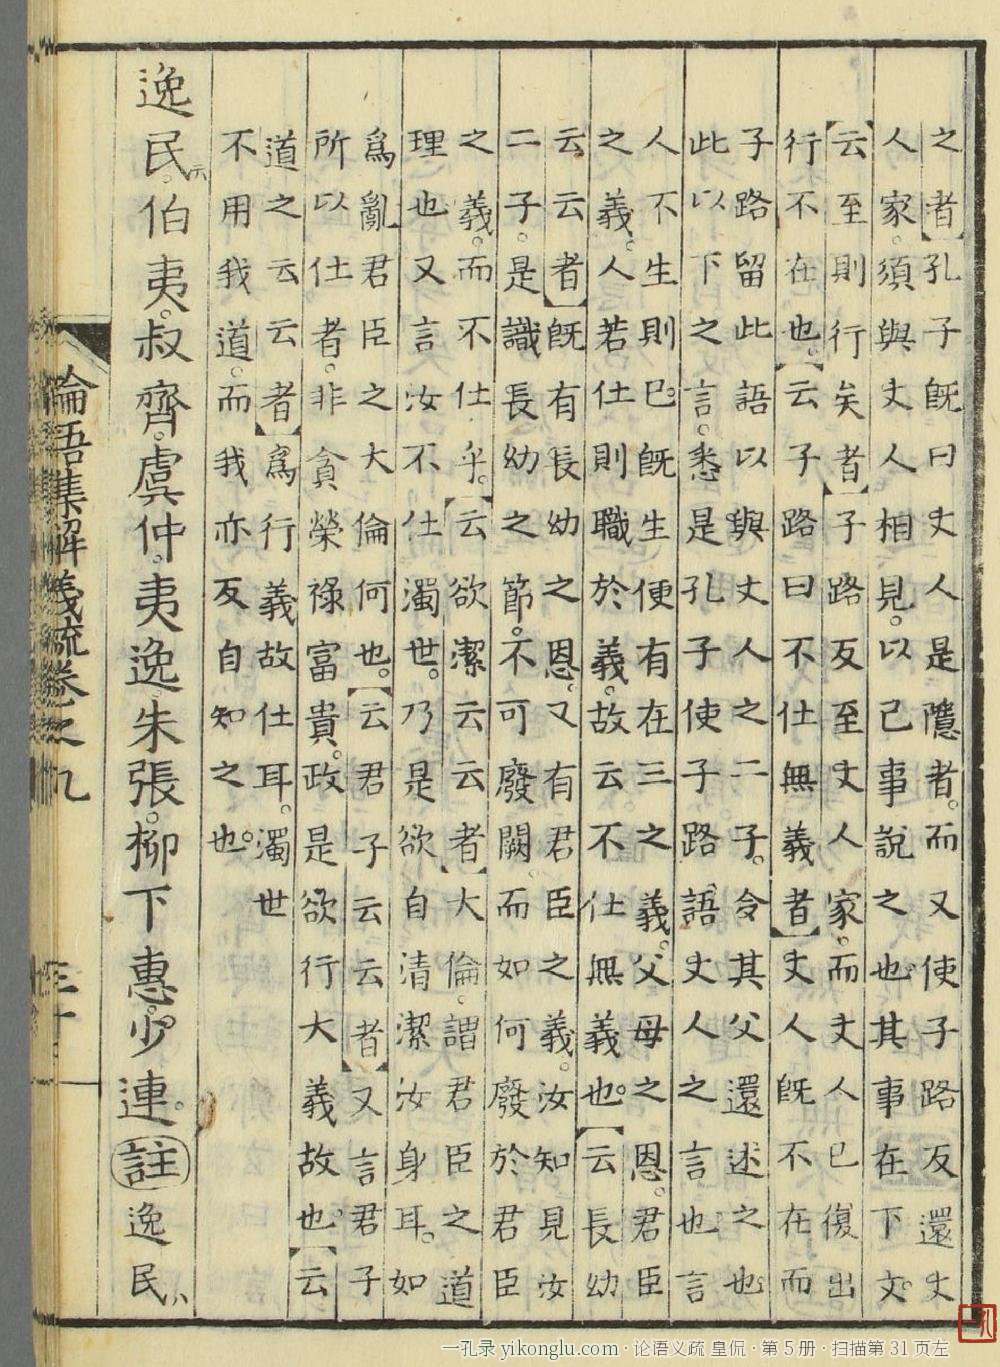 之者】孔子既曰丈人是隱者。而又使子路反還丈
人家。須與丈人相見。以己事說之也。其事在下文。
【云至則行矣者】子路反至丈人家。而丈人已復出
行不在也。【云子路曰不仕無義者】丈人既不在而
子路留此語以與丈人之二子。令其父還述之也。
此以下之言。悉是孔子使子路語丈人之言也言
人不生則已。既生便有在三之義。父母之恩。君臣
之義。人若仕則職於義。故云不仕無義也。【云長幼
云云者】既有長幼之恩。又有君臣之義。汝知見汝
二子。是識長幼之節。不可廢闕。而如何廢於君臣
之義。而不仕乎。【云欲潔云云者】大倫。謂君臣之道
理也又言汝不仕濁世。乃是欲自清潔汝身耳。如
爲亂君臣之大倫何也。【云君子云云者】又言君子
所以仕者。非貪榮祿富貴。政是欲行大義故也。【云
道之云云者】爲行義故仕耳。濁世
不用我道。而我亦反自知之也。
逸民。伯夷。叔齊。虞仲。夷逸。朱張。柳下惠。少連。註逸民
論語集解義疏卷之九 三十
一孔录 yikonglu.com · 论语义疏 皇侃 · 第 5 册 · 扫描第 31 页左